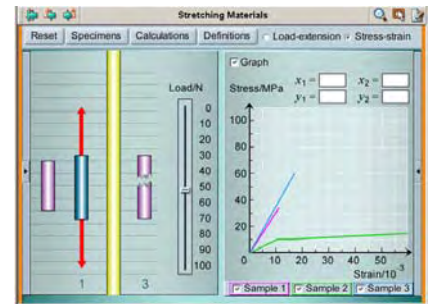 Stretching Materials
Reset Specimens Calculations Definitions Load-extension Stress-strain
Graph
x₁ = x₂ =
y₁ = y₂ =
Load/N
0
10
20
30
40
50
60
70
80
90
100
1 3
Stress/MPa
100
80
60
40
20
0 10 20 30 40 50
Strain/10⁻³
Sample 1 Sample 2 Sample 3